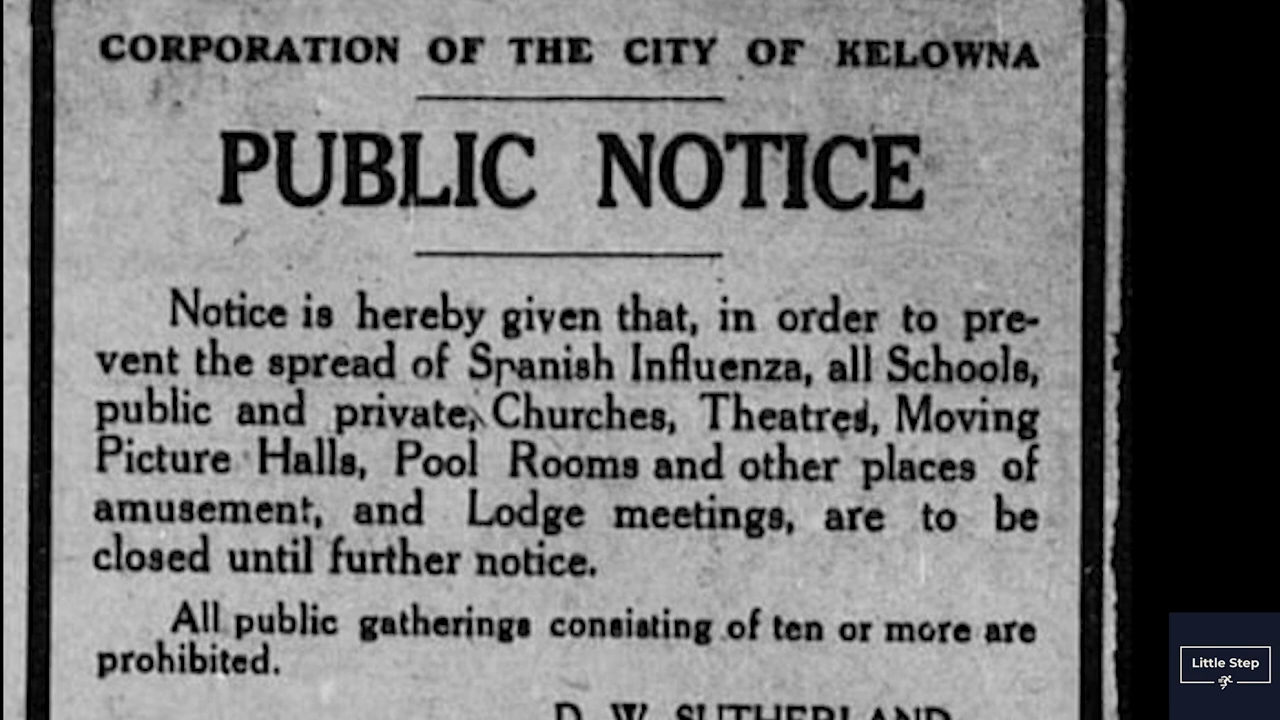 CORPORATION OF THE CITY OF KELOWNA
PUBLIC NOTICE
Notice is hereby given that, in order to pre-
vent the spread of Spanish Influenza, all Schools,
public and private, Churches, Theatres, Moving
Picture Halls, Pool Rooms and other places of
amusement, and Lodge meetings, are to be
closed until further notice.
All public gatherings consisting of ten or more are
prohibited.
D. W. SUTHERLAND
Little Step